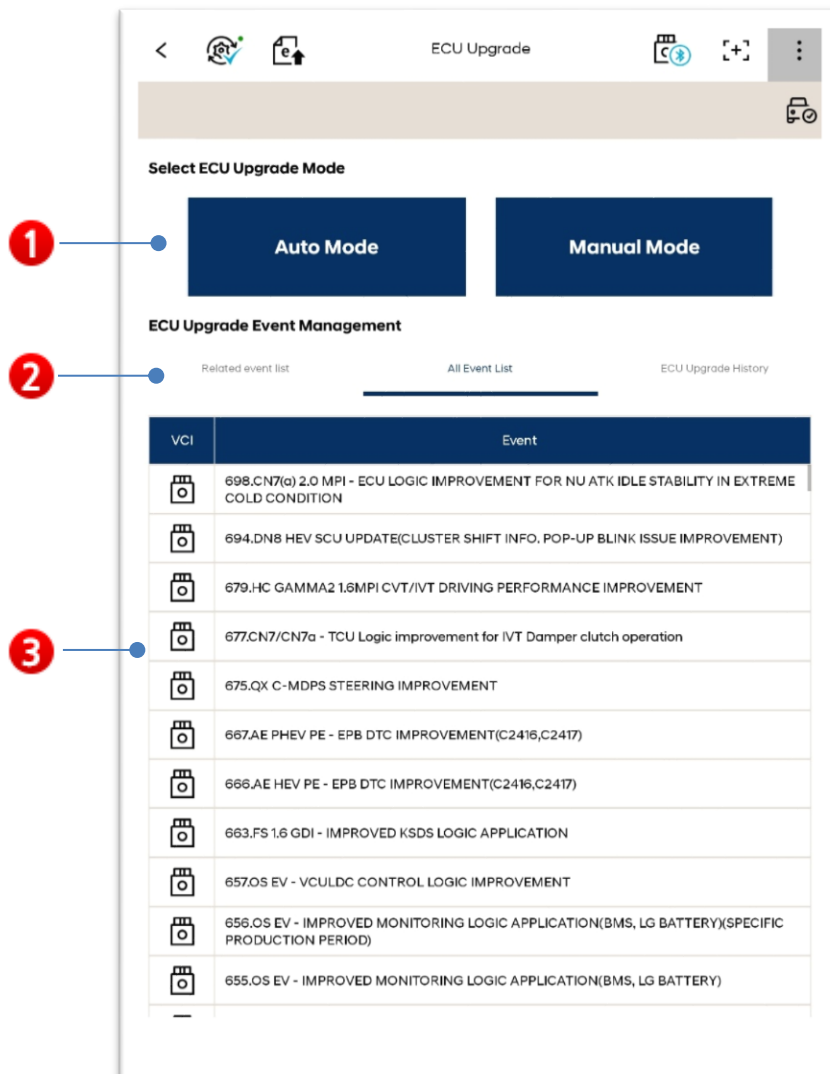 ECU Upgrade
Select ECU Upgrade Mode
1
Auto Mode
Manual Mode
ECU Upgrade Event Management
2
Related event list
All Event List
ECU Upgrade History
VCI
Event
698.CN7(a) 2.0 MPI - ECU LOGIC IMPROVEMENT FOR NU ATK IDLE STABILITY IN EXTREME
COLD CONDITION
694.DN8 HEV SCU UPDATE(CLUSTER SHIFT INFO. POP-UP BLINK ISSUE IMPROVEMENT)
679.HC GAMMA2 1.6MPI CVT/IVT DRIVING PERFORMANCE IMPROVEMENT
3
677.CN7/CN7a - TCU Logic improvement for IVT Damper clutch operation
675.QX C-MDPS STEERING IMPROVEMENT
667.AE PHEV PE - EPB DTC IMPROVEMENT(C2416,C2417)
666.AE HEV PE - EPB DTC IMPROVEMENT(C2416,C2417)
663.FS 1.6 GDI - IMPROVED KSDS LOGIC APPLICATION
657.OS EV - VCULDC CONTROL LOGIC IMPROVEMENT
656.OS EV - IMPROVED MONITORING LOGIC APPLICATION(BMS, LG BATTERY)(SPECIFIC
PRODUCTION PERIOD)
655.OS EV - IMPROVED MONITORING LOGIC APPLICATION(BMS, LG BATTERY)